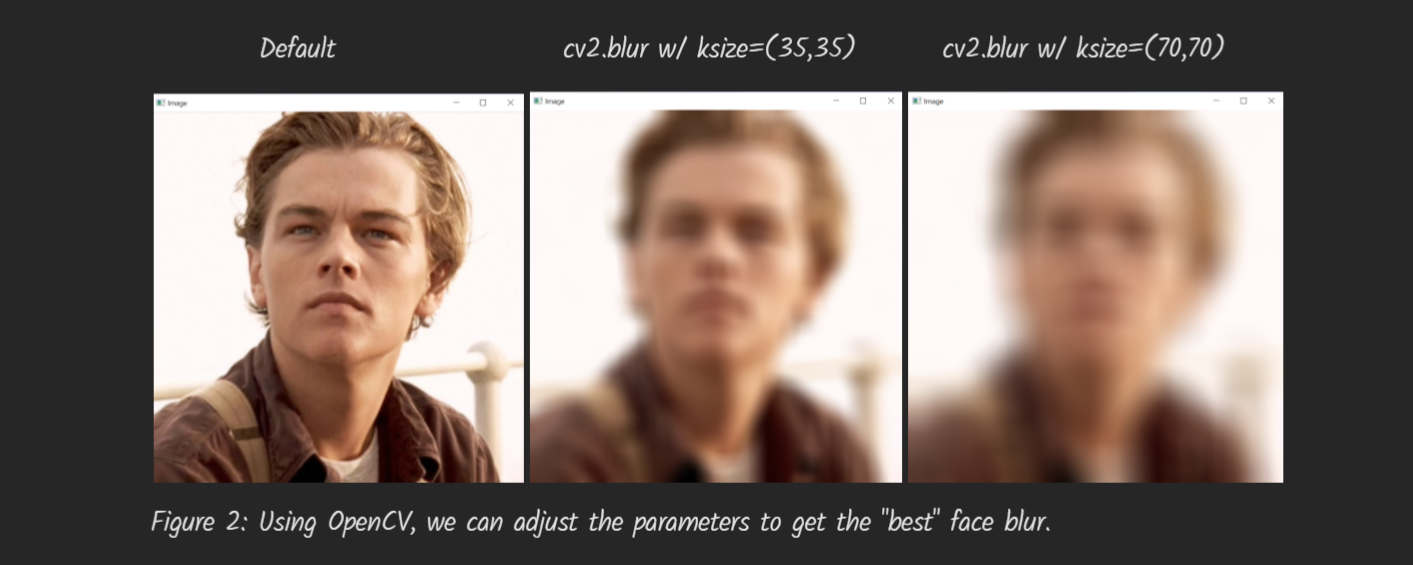 Default
cv2.blur w/ ksize=(35,35)
cv2.blur w/ ksize=(70,70)
Image
Image
Image
Figure 2: Using OpenCV, we can adjust the parameters to get the "best" face blur.